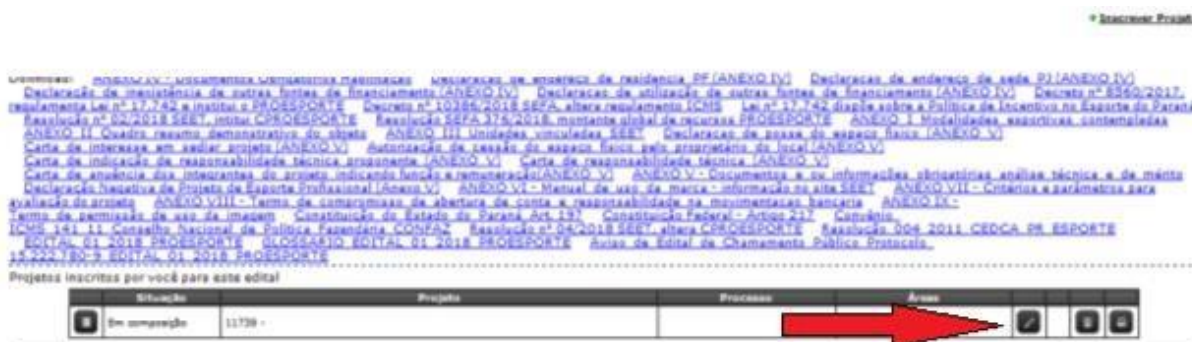 + Inscrever Projeto
Download: ANEXO IV - Documentos Obrigatórios Habilitação Declaracao de endereço de residencia PF (ANEXO IV) Declaracao de endereço de sede PJ (ANEXO IV)
Declaração de inexistência de outras fontes de financiamento (ANEXO IV) Declaracao de utilização de outras fontes de financiamento (ANEXO IV) Decreto nº 8560/2017,
regulamenta Lei nº 17.742 e institui o PROESPORTE Decreto nº 10386/2018 SEFA, altera regulamento ICMS Lei nº 17.742 dispõe sobre a Política de Incentivo no Esporte do Paraná
Resolução nº 02/2018 SEET, intitui CPROESPORTE Resolução SEFA 376/2018, montante global de recursos PROESPORTE ANEXO I Modalidades esportivas contempladas
ANEXO II Quadro resumo demonstrativo do objeto ANEXO III Unidades vinculadas SEET Declaracao de posse do espaço físico (ANEXO V)
Carta de interesse em sediar projeto (ANEXO V) Autorização de cessão do espaço físico pelo proprietário do local (ANEXO V)
Carta de indicação de responsabilidade técnica proponente (ANEXO V) Carta de responsabilidade técnica (ANEXO V)
Carta de anuência dos integrantes do projeto indicando função e remuneração (ANEXO V) ANEXO V - Documentos e ou informações obrigatórias análise técnica e de mérito
Declaração Negativa de Projeto de Esporte Profissional (Anexo V) ANEXO VI - Manual de uso da marca - informação no site SEET ANEXO VII - Critérios e parâmetros para
avaliação do projeto ANEXO VIII - Termo de compromisso de abertura de conta e responsabilidade na movimentacao bancaria ANEXO IX -
Termo de permissão de uso da imagem Constituição do Estado do Paraná, Art. 197 Constituição Federal - Artigo 217 Convênio
ICMS 141 11 Conselho Nacional de Política Fazendária CONFAZ Resolução nº 04/2018 SEET, altera CPROESPORTE Resolução 004 2011 CEDCA PR ESPORTE
EDITAL 01 2018 PROESPORTE GLOSSARIO EDITAL 01 2018 PROESPORTE Aviso de Edital de Chamamento Público Protocolo
15.222.780-9 EDITAL 01 2018 PROESPORTE
Projetos inscritos por você para este edital
Situação Projeto Processo Áreas
Em composição 11739 -